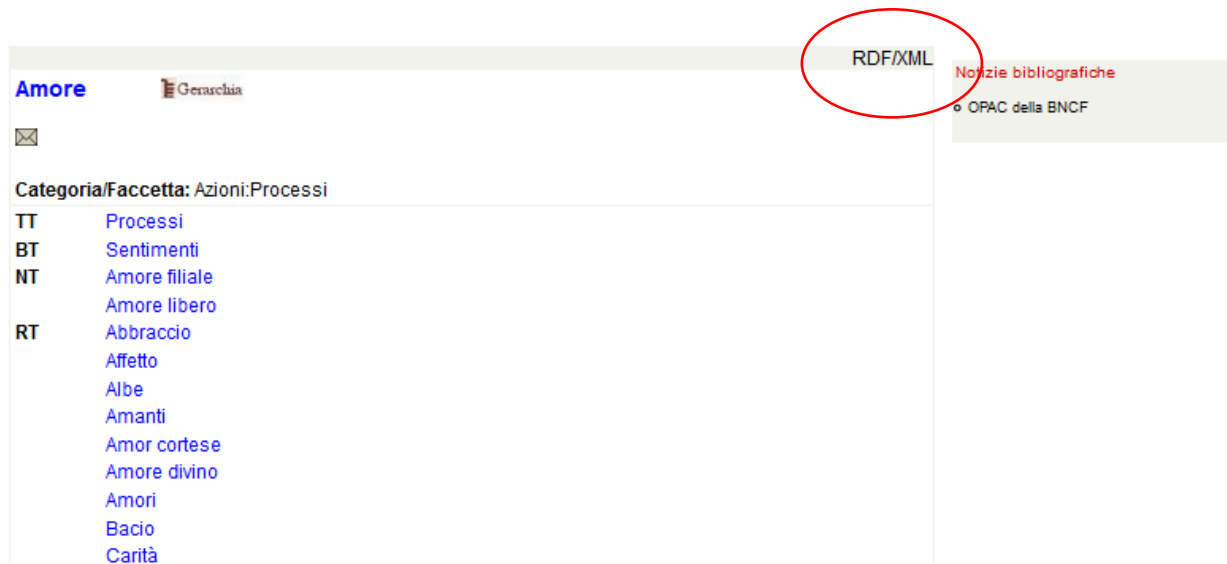 RDF/XML
Amore Gerarchia
Notizie bibliografiche
OPAC della BNCF
Categoria/Faccetta: Azioni:Processi
TT Processi
BT Sentimenti
NT Amore filiale
Amore libero
RT Abbraccio
Affetto
Albe
Amanti
Amor cortese
Amore divino
Amori
Bacio
Carità